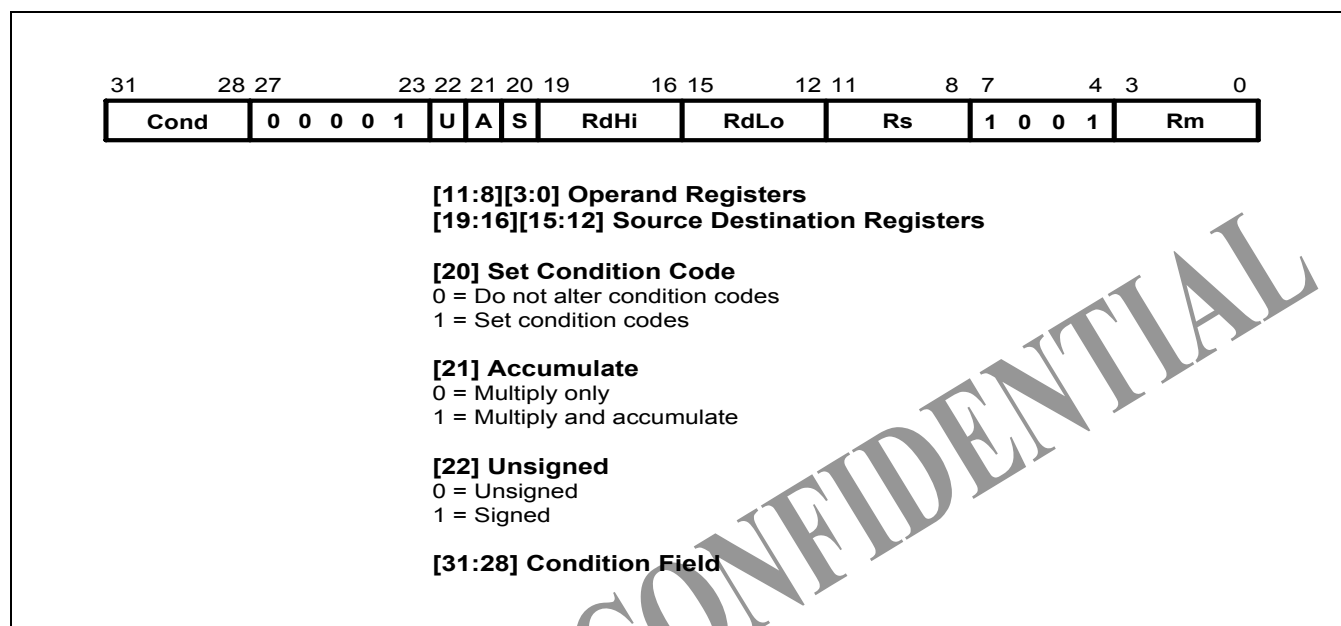 31 28 27 23 22 21 20 19 16 15 12 11 8 7 4 3 0
Cond 0 0 0 0 1 U A S RdHi RdLo Rs 1 0 0 1 Rm
[11:8][3:0] Operand Registers
[19:16][15:12] Source Destination Registers
[20] Set Condition Code
0 = Do not alter condition codes
1 = Set condition codes
[21] Accumulate
0 = Multiply only
1 = Multiply and accumulate
[22] Unsigned
0 = Unsigned
1 = Signed
[31:28] Condition Field
CONFIDENTIAL